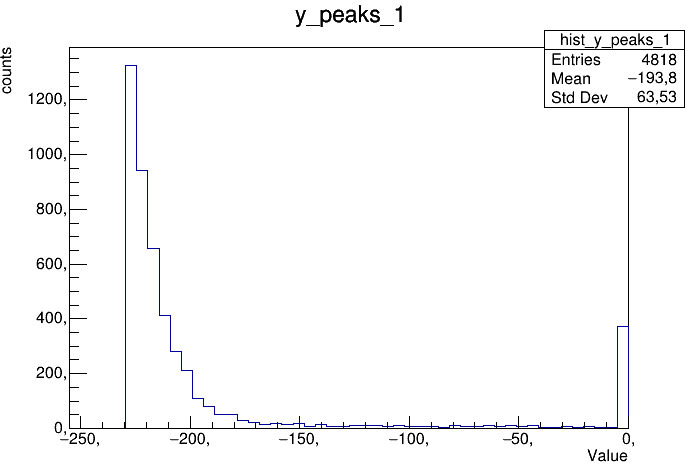 y_peaks_1
hist_y_peaks_1
Entries 4818
Mean −193,8
Std Dev 63,53
counts
1200,
1000,
800,
600,
400,
200,
0,
−250, −200, −150, −100, −50, 0,
Value